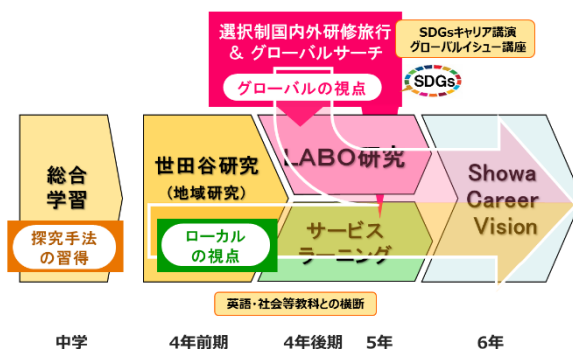 選択制国内外研修旅行
& グローバルサーチ
グローバルの視点
SDGsキャリア講演
グローバルイシュー講座
SDGs
総合
学習
探究手法
の習得
世田谷研究
(地域研究)
ローカル
の視点
LABO研究
サービス
ラーニング
Showa
Career
Vision
英語・社会等教科との横断
中学
4年前期
4年後期
5年
6年